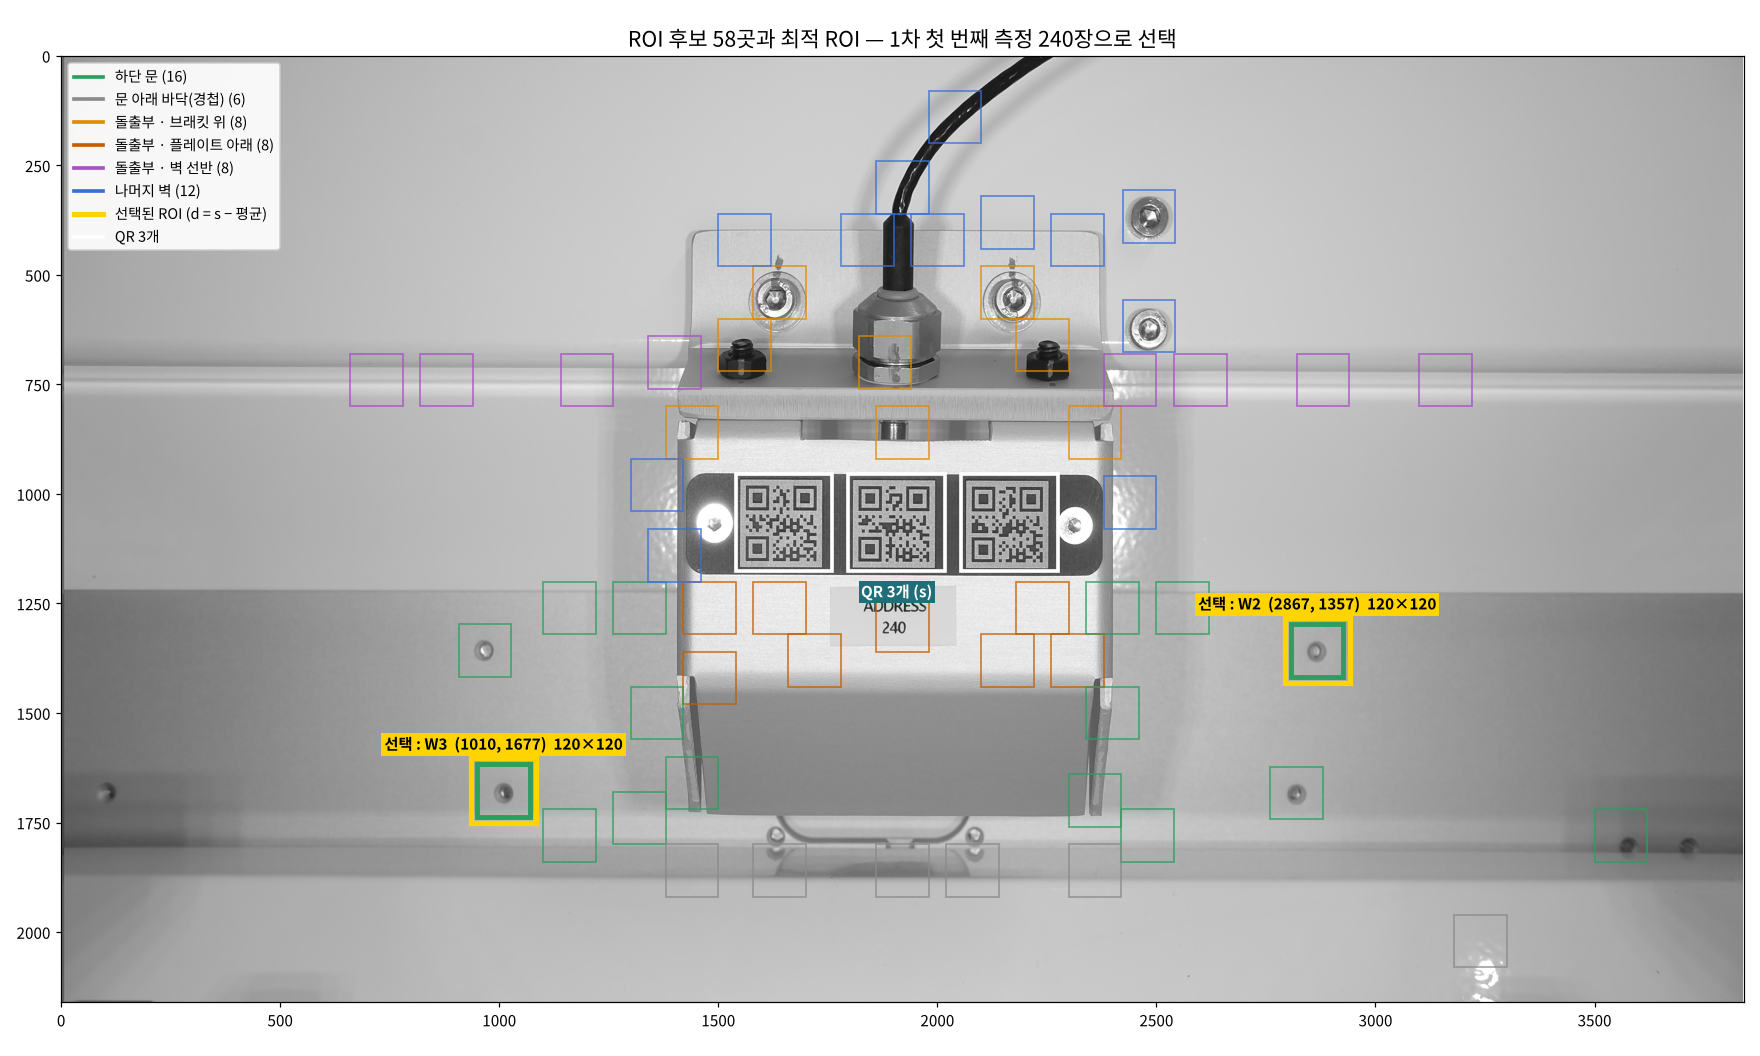 ROI 후보 58곳과 최적 ROI — 1차 첫 번째 측정 240장으로 선택
하단 문 (16)
문 아래 바닥(경첩) (6)
돌출부 · 브래킷 위 (8)
돌출부 · 플레이트 아래 (8)
돌출부 · 벽 선반 (8)
나머지 벽 (12)
선택된 ROI (d = s − 평균)
QR 3개
0
250
500
750
1000
1250
1500
1750
2000
QR 3개 (s)
ADDRESS
240
선택 : W2 (2867, 1357) 120×120
선택 : W3 (1010, 1677) 120×120
0
500
1000
1500
2000
2500
3000
3500